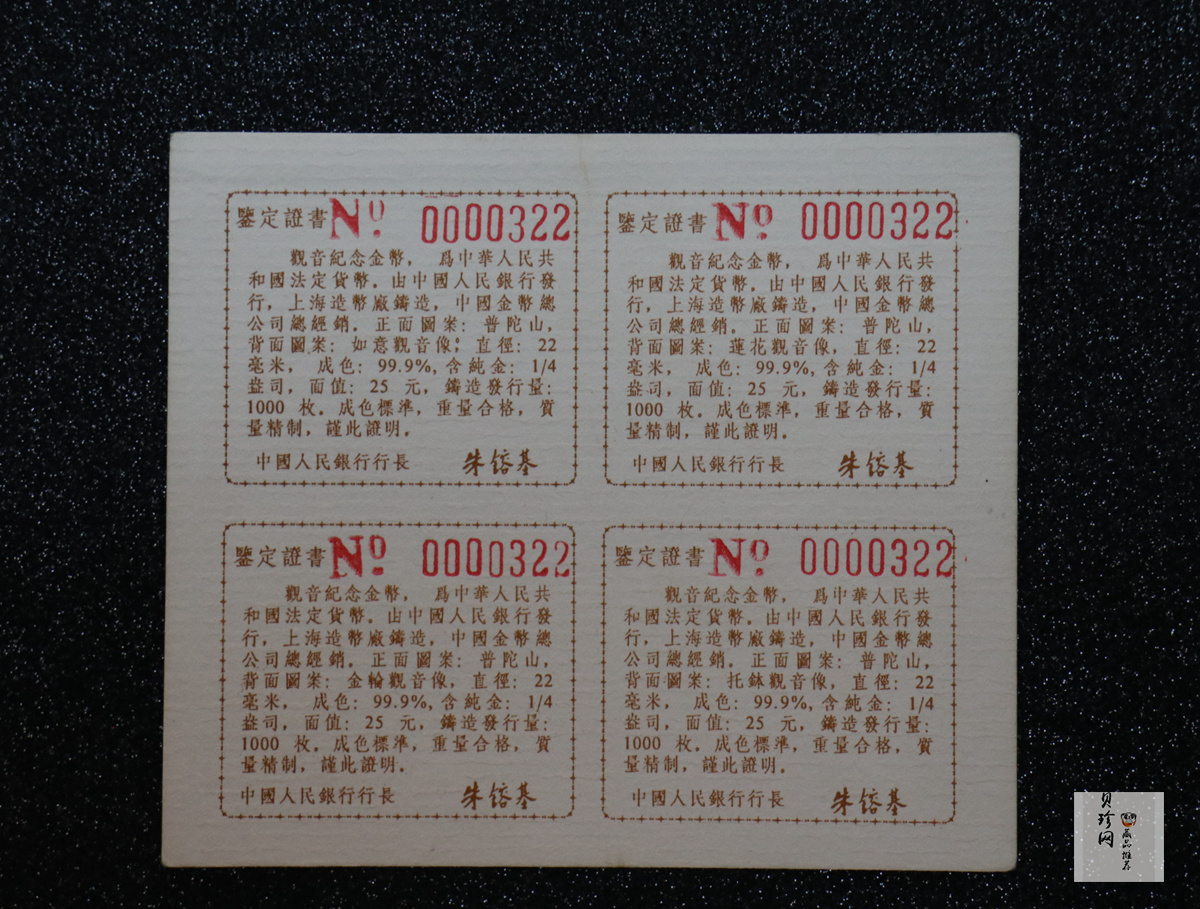 鑒定證書 No 0000322
觀音紀念金幣, 爲中華人民共
和國法定貨幣. 由中國人民銀行發
行, 上海造幣廠鑄造, 中國金幣總
公司總經銷. 正面圖案: 普陀山,
背面圖案: 如意觀音像; 直徑: 22
毫米, 成色: 99.9%, 含純金: 1/4
盎司, 面值: 25 元, 鑄造發行量:
1000 枚. 成色標準, 重量合格, 質
量精制, 謹此證明.
中國人民銀行行長 朱镕基
鑒定證書 No 0000322
觀音紀念金幣, 爲中華人民共
和國法定貨幣. 由中國人民銀行發
行, 上海造幣廠鑄造, 中國金幣總
公司總經銷. 正面圖案: 普陀山,
背面圖案: 蓮花觀音像, 直徑: 22
毫米, 成色: 99.9%, 含純金: 1/4
盎司, 面值: 25 元, 鑄造發行量:
1000 枚. 成色標準, 重量合格, 質
量精制, 謹此證明.
中國人民銀行行長 朱镕基
鑒定證書 No 0000322
觀音紀念金幣, 爲中華人民共
和國法定貨幣. 由中國人民銀行發
行, 上海造幣廠鑄造, 中國金幣總
公司總經銷. 正面圖案: 普陀山,
背面圖案: 金輪觀音像, 直徑: 22
毫米, 成色: 99.9%, 含純金: 1/4
盎司, 面值: 25 元, 鑄造發行量:
1000 枚. 成色標準, 重量合格, 質
量精制, 謹此證明.
中國人民銀行行長 朱镕基
鑒定證書 No 0000322
觀音紀念金幣, 爲中華人民共
和國法定貨幣. 由中國人民銀行發
行, 上海造幣廠鑄造, 中國金幣總
公司總經銷. 正面圖案: 普陀山,
背面圖案: 托鉢觀音像, 直徑: 22
毫米, 成色: 99.9%, 含純金: 1/4
盎司, 面值: 25 元, 鑄造發行量:
1000 枚. 成色標準, 重量合格, 質
量精制, 謹此證明.
中國人民銀行行長 朱镕基
貝珍网
藏品推荐